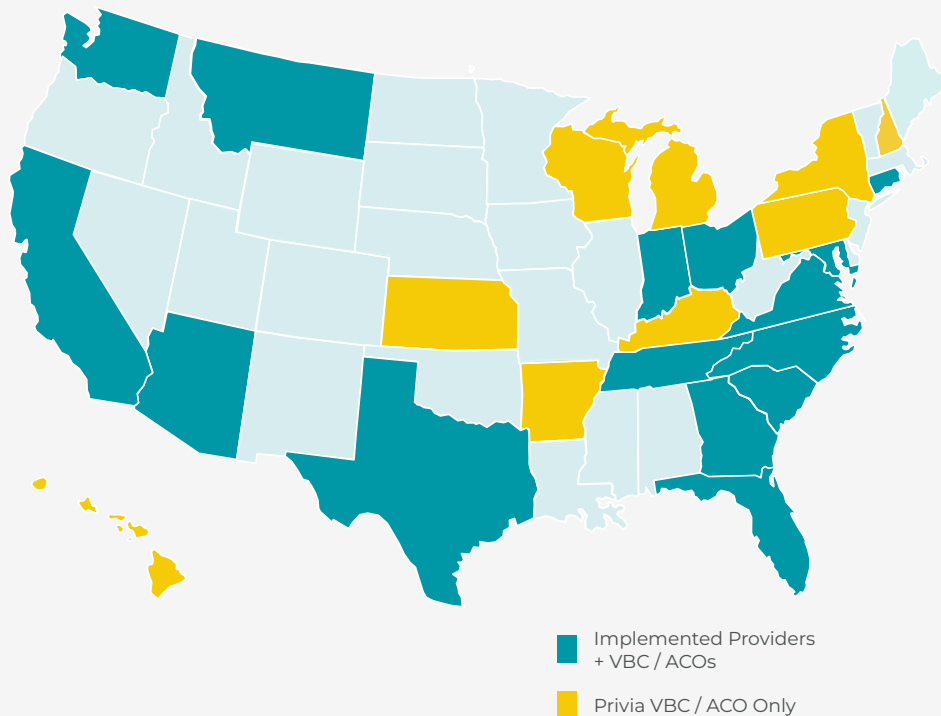 Implemented Providers
+ VBC / ACOs
Privia VBC / ACO Only